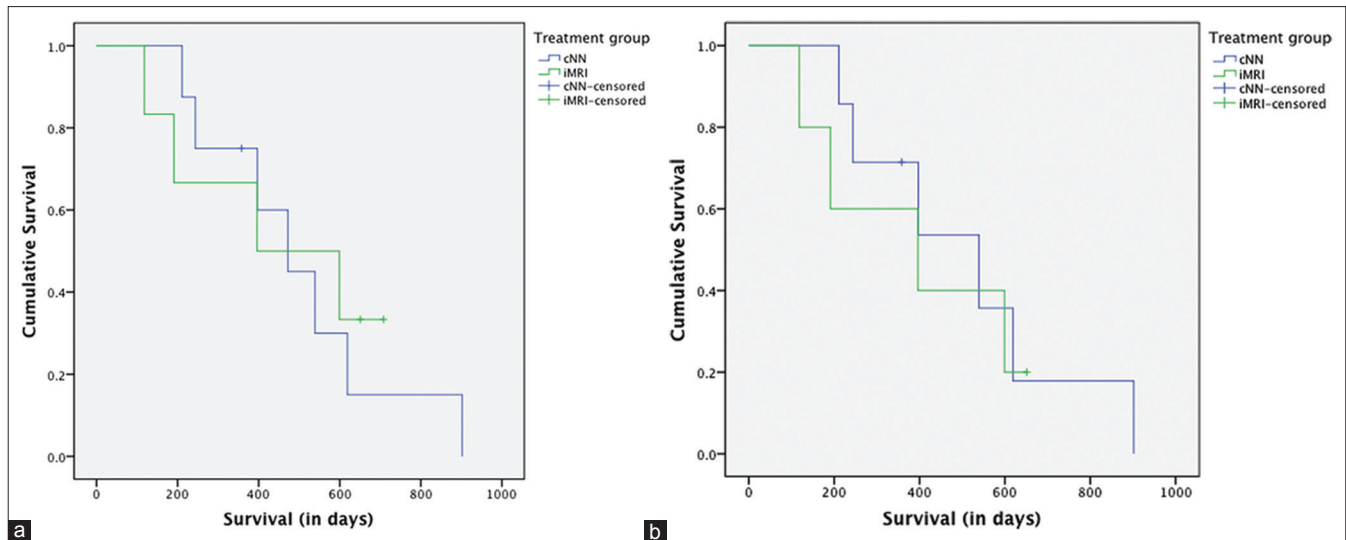 Treatment group
cNN
iMRI
cNN-censored
iMRI-censored
1.0
0.8
0.6
0.4
0.2
0.0
Cumulative Survival
0 200 400 600 800 1000
Survival (in days)
a
Treatment group
cNN
iMRI
cNN-censored
iMRI-censored
1.0
0.8
0.6
0.4
0.2
0.0
Cumulative Survival
0 200 400 600 800 1000
Survival (in days)
b